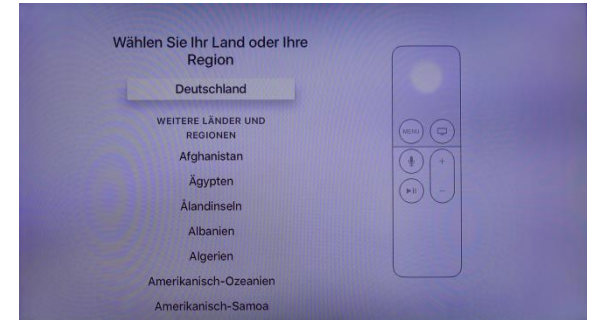 Wählen Sie Ihr Land oder Ihre
Region
Deutschland
WEITERE LÄNDER UND
REGIONEN
Afghanistan
Ägypten
Ålandinseln
Albanien
Algerien
Amerikanisch-Ozeanien
Amerikanisch-Samoa
MENU
+
−